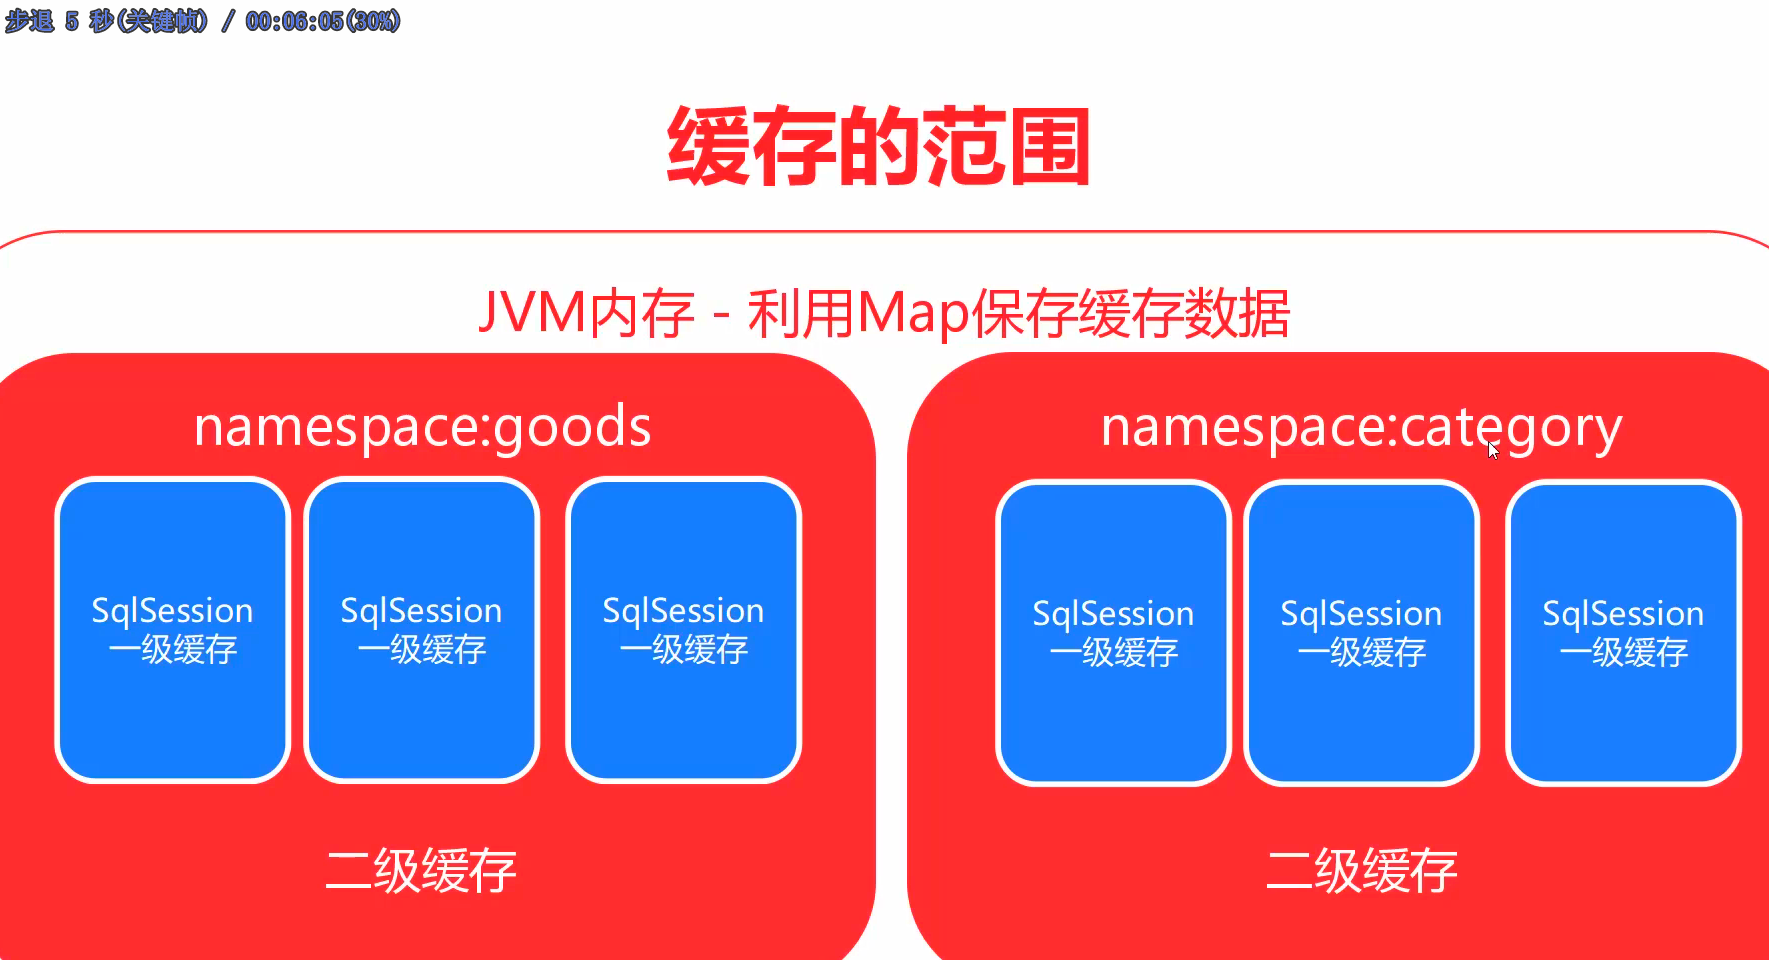 步退 5 秒(关键帧) / 00:06:05(30%)
缓存的范围
JVM内存 - 利用Map保存缓存数据
namespace:goods
SqlSession
一级缓存
SqlSession
一级缓存
SqlSession
一级缓存
二级缓存
namespace:category
SqlSession
一级缓存
SqlSession
一级缓存
SqlSession
一级缓存
二级缓存